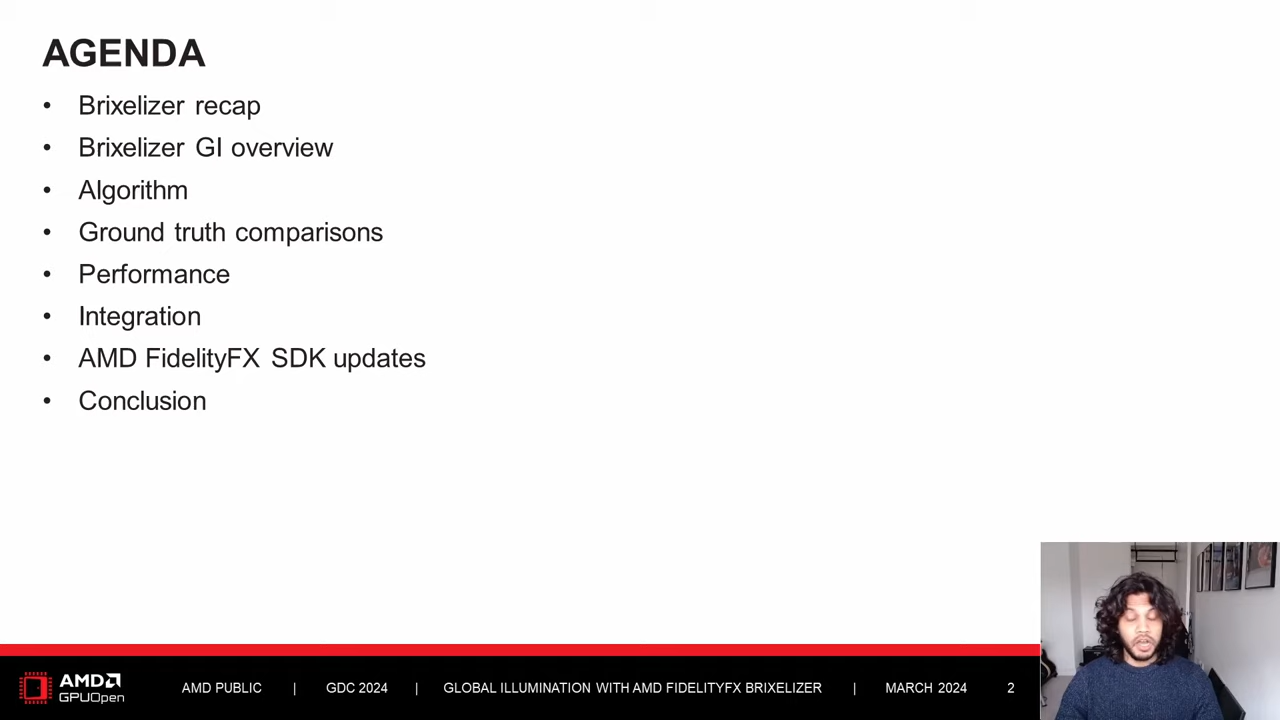 AGENDA
• Brixelizer recap
• Brixelizer GI overview
• Algorithm
• Ground truth comparisons
• Performance
• Integration
• AMD FidelityFX SDK updates
• Conclusion
AMD
GPUOpen
AMD PUBLIC | GDC 2024 | GLOBAL ILLUMINATION WITH AMD FIDELITYFX BRIXELIZER | MARCH 2024 2